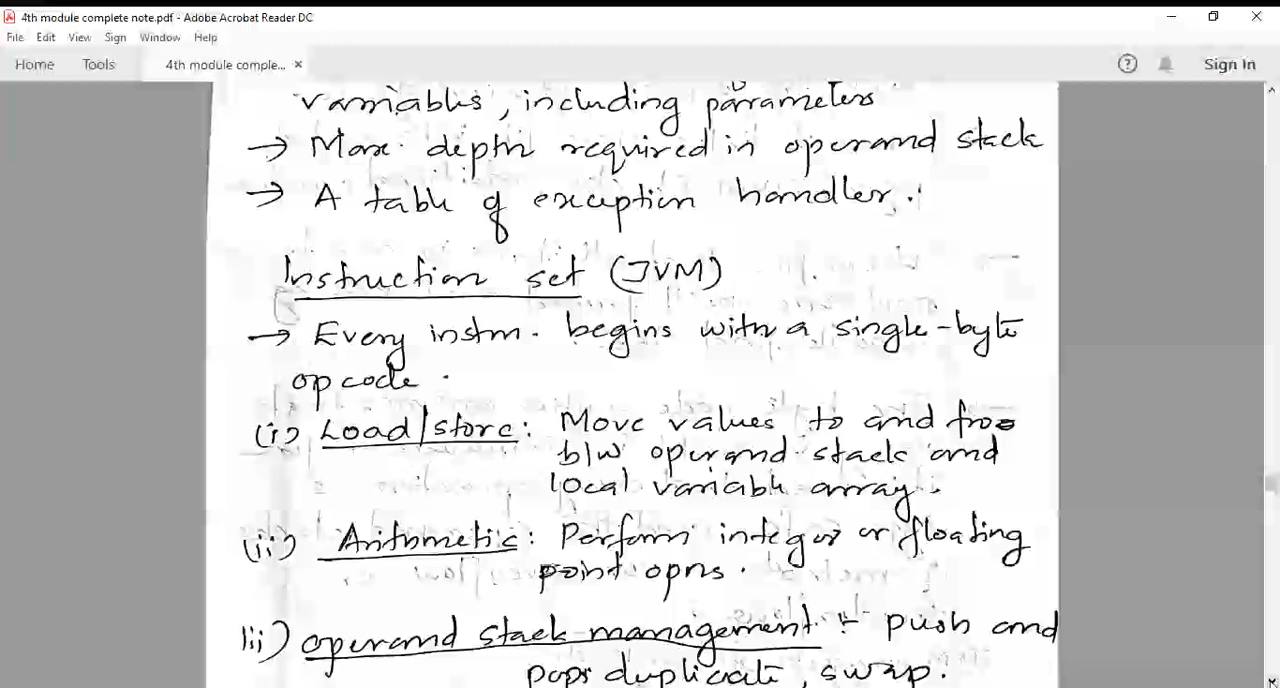 4th module complete note.pdf - Adobe Acrobat Reader DC
File Edit View Sign Window Help
Home Tools 4th module comple... × Sign In
variables, including parameters
→ Max. depth required in operand stack
→ A table of exception handler.
Instruction set (JVM)
→ Every instrn. begins with a single-byte
opcode.
(i) Load/store: Move values to and fro
b/w operand stack and
local variable array.
(ii) Arithmetic: Perform integer or floating
point oprns.
iii) operand stack management :- push and
pop, duplicate, swap.